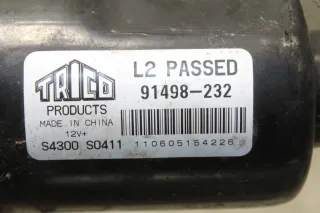 TRICO
PRODUCTS
MADE IN CHINA
12V+
S4300 S0411
L2 PASSED
91498-232
110605154226